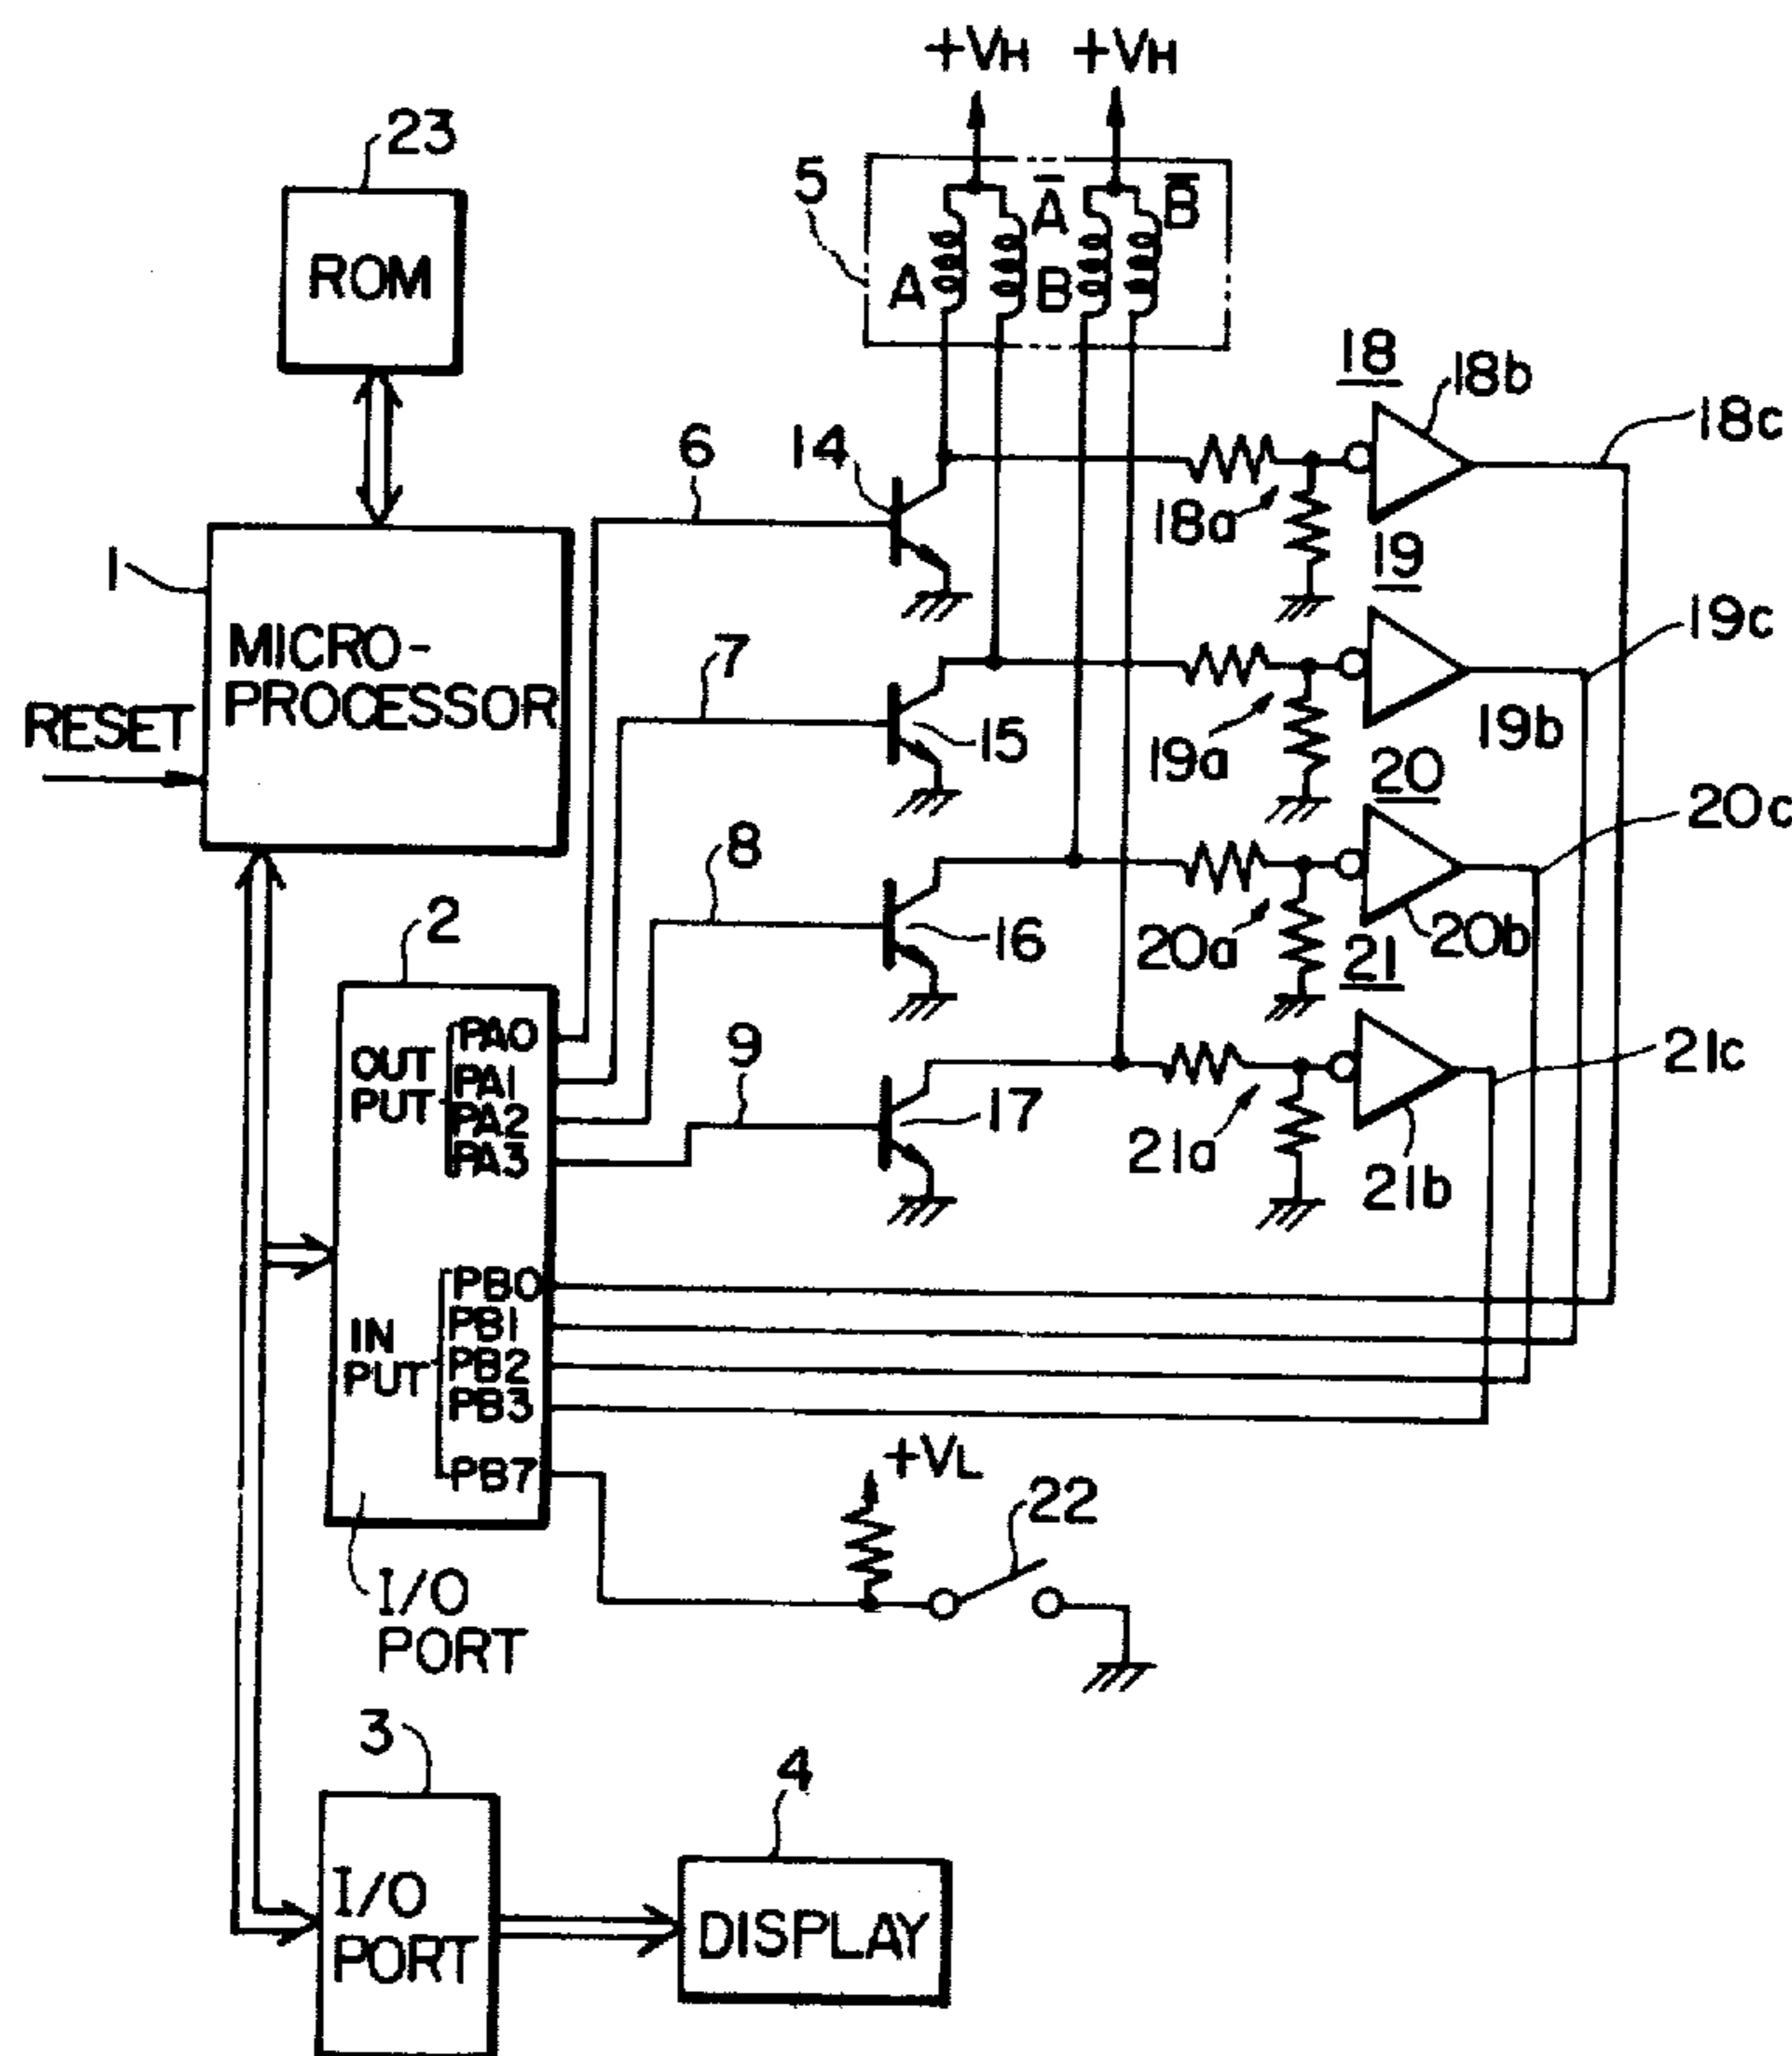 +VH +VH
23
5
A̅ B̅
ROM
A B
18
18b
18c
6
14
18a
1
19
MICRO-
PROCESSOR
7
19c
RESET
15
19a
19b
20
20c
8
2
16
20a
20b
21
OUT
PUT
PA0
PA1
PA2
PA3
9
17
21a
21b
21c
IN
PUT
PB0
PB1
PB2
PB3
PB7
+VL
22
I/O
PORT
3
4
I/O
PORT
DISPLAY